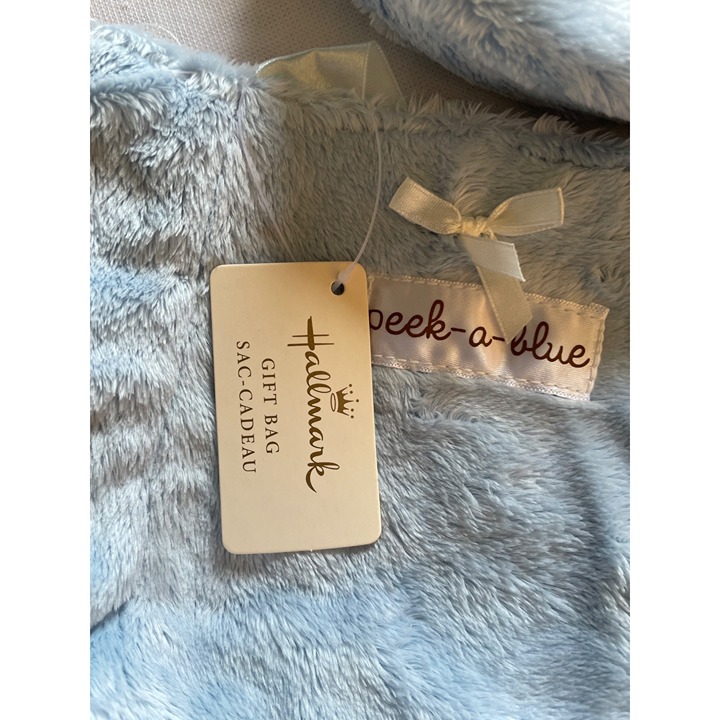 Hallmark
GIFT BAG
SAC-CADEAU
peek-a-blue